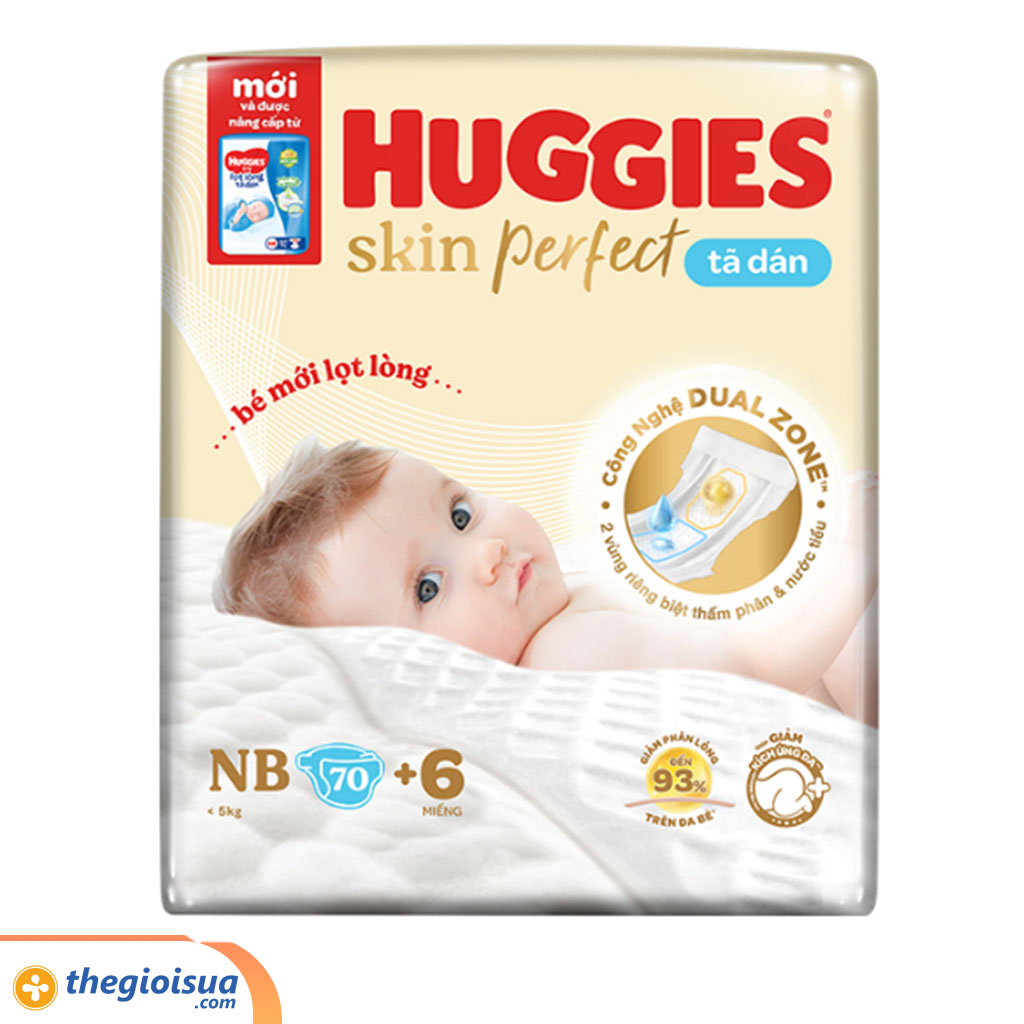 mới
và được
nâng cấp từ
HUGGIES
HUGGIES®
skin perfect
tã dán
...bé mới lọt lòng...
Công Nghệ DUAL ZONE™
2 vùng riêng biệt thấm phân & nước tiểu
NB
< 5kg
70
+6
MIẾNG
GIẢM PHÂN LỎNG
ĐẾN
93%
TRÊN DA BÉ*
GIẢM
KÍCH ỨNG DA
thegioisua
.com